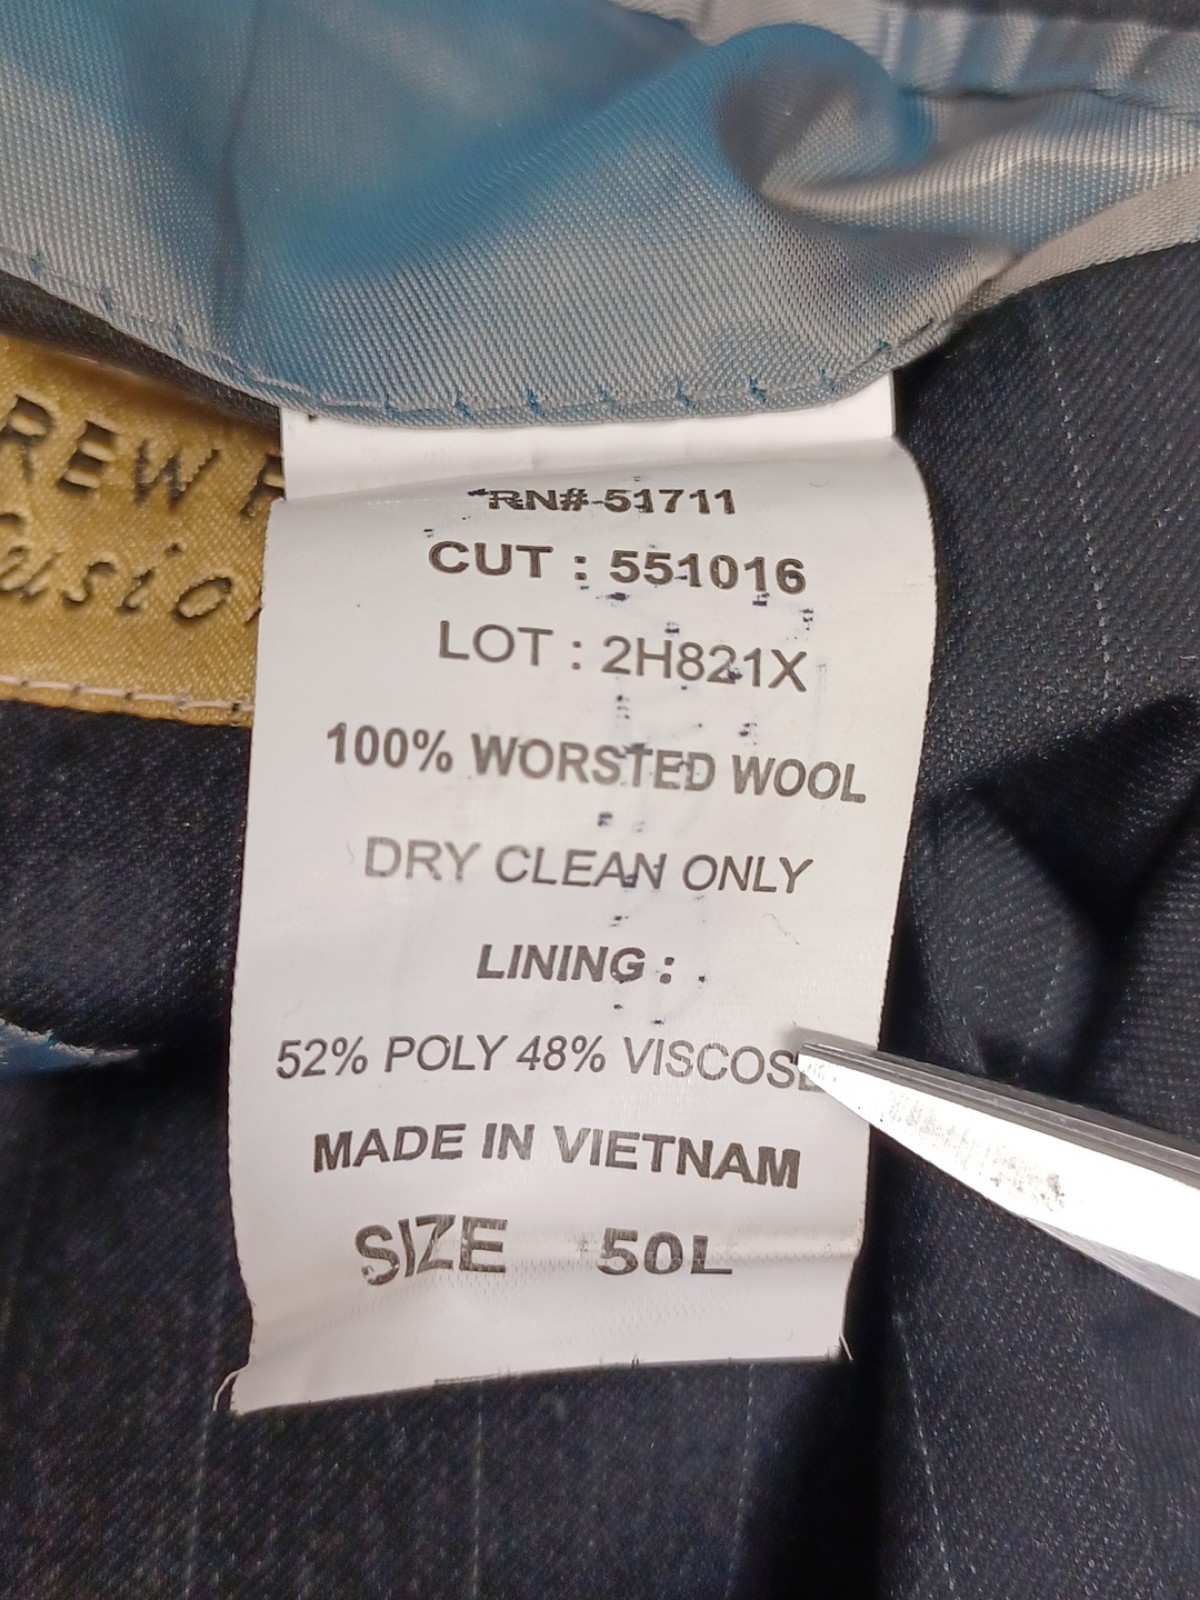 REW F
usio
RN# 51711
CUT : 551016
LOT : 2H821X
100% WORSTED WOOL
DRY CLEAN ONLY
LINING :
52% POLY 48% VISCOSE
MADE IN VIETNAM
SIZE 50L